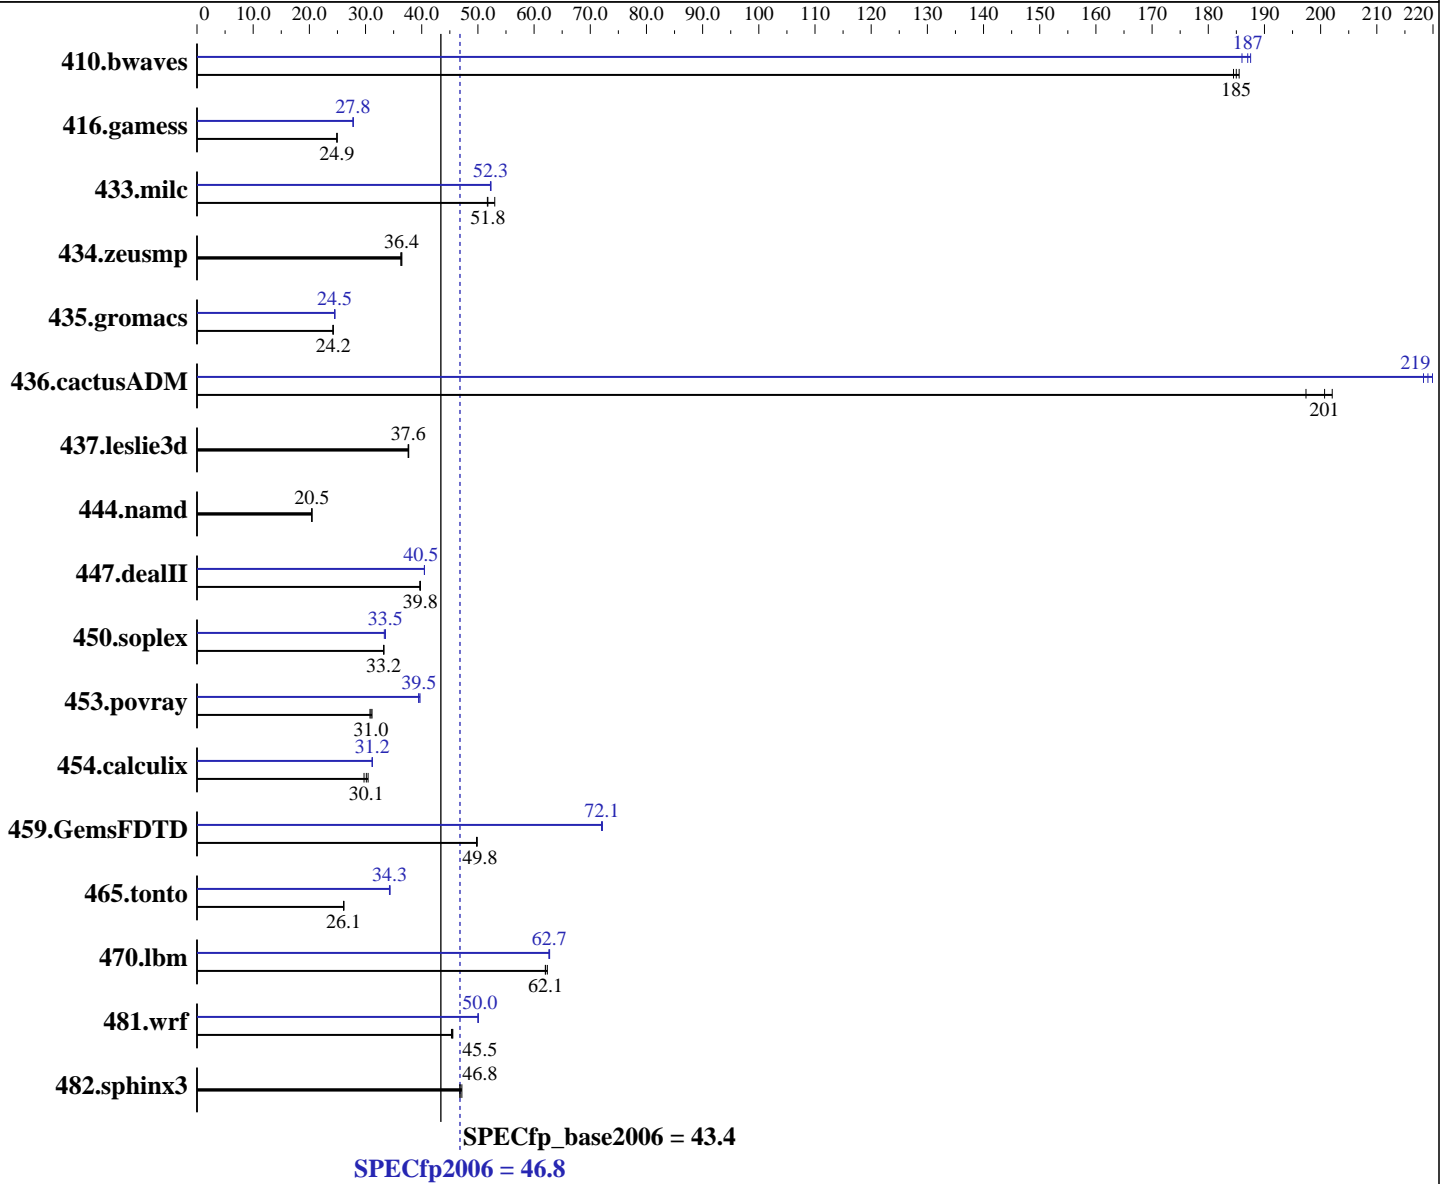 0 10.0 20.0 30.0 40.0 50.0 60.0 70.0 80.0 90.0 100 110 120 130 140 150 160 170 180 190 200 210 220
187
410.bwaves
185
27.8
416.gamess
24.9
52.3
433.milc
51.8
36.4
434.zeusmp
24.5
435.gromacs
24.2
219
436.cactusADM
201
37.6
437.leslie3d
20.5
444.namd
40.5
447.dealII
39.8
33.5
450.soplex
33.2
39.5
453.povray
31.0
31.2
454.calculix
30.1
72.1
459.GemsFDTD
49.8
34.3
465.tonto
26.1
62.7
470.lbm
62.1
50.0
481.wrf
45.5
46.8
482.sphinx3
SPECfp_base2006 = 43.4
SPECfp2006 = 46.8